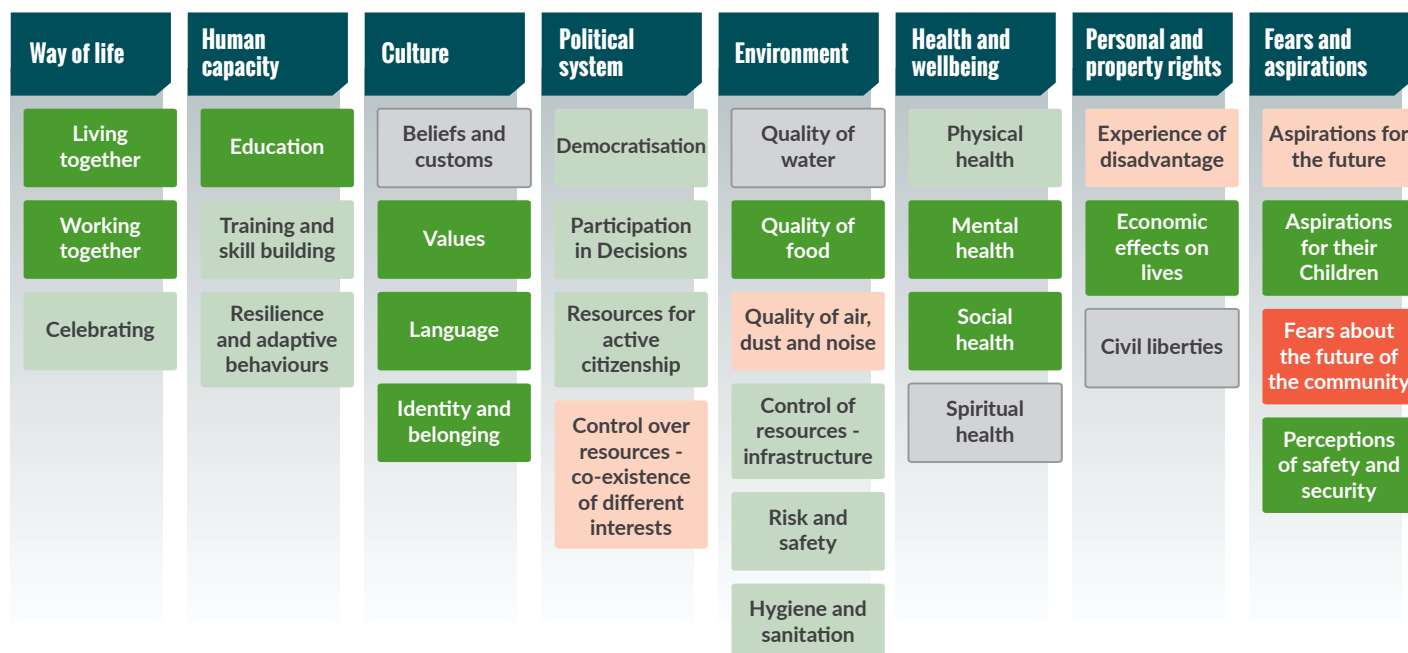 Way of life
Human
capacity
Culture
Political
system
Environment
Health and
wellbeing
Personal and
property rights
Fears and
aspirations
Living
together
Working
together
Celebrating
Education
Training and
skill building
Resilience
and adaptive
behaviours
Beliefs and
customs
Values
Language
Identity and
belonging
Democratisation
Participation
in Decisions
Resources for
active
citizenship
Control over
resources -
co-existence
of different
interests
Quality of
water
Quality of
food
Quality of air,
dust and noise
Control of
resources -
infrastructure
Risk and
safety
Hygiene and
sanitation
Physical
health
Mental
health
Social
health
Spiritual
health
Experience of
disadvantage
Economic
effects on
lives
Civil liberties
Aspirations for
the future
Aspirations
for their
Children
Fears about
the future of
the community
Perceptions
of safety and
security